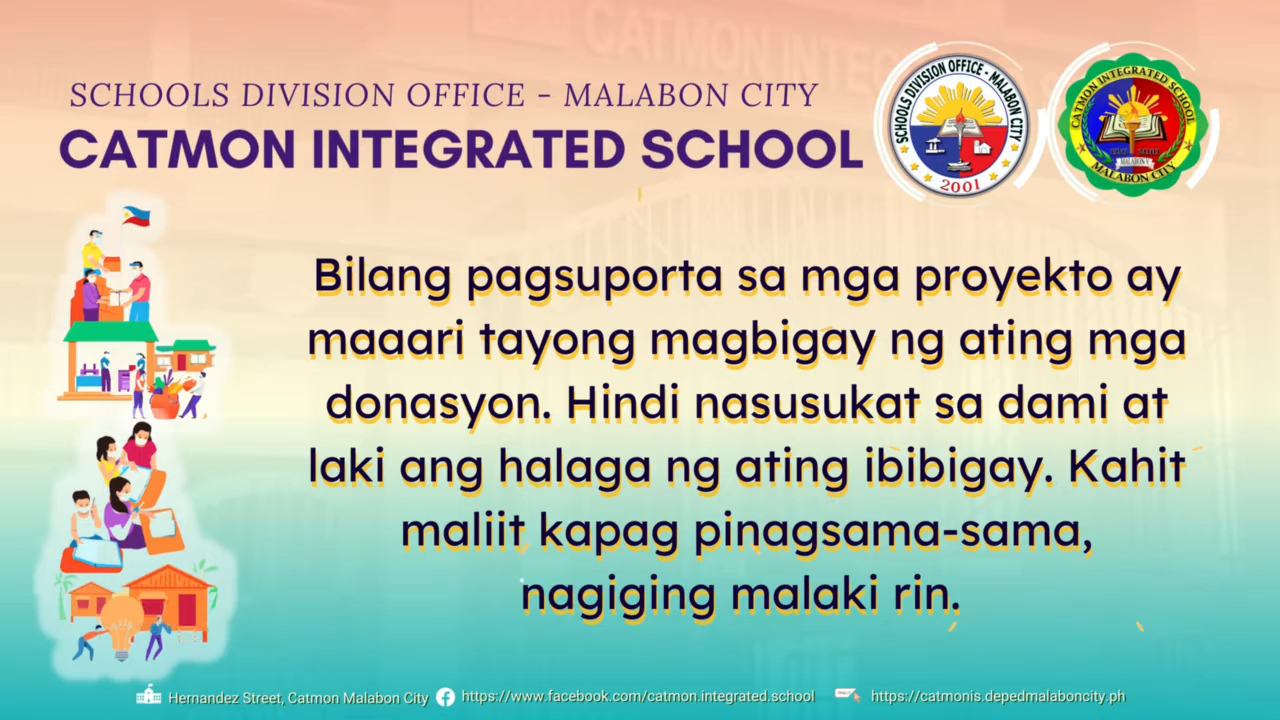 SCHOOLS DIVISION OFFICE - MALABON CITY
CATMON INTEGRATED SCHOOL
SCHOOLS DIVISION OFFICE - MALABON CITY
2001
CATMON INTEGRATED SCHOOL
MALABON CITY
Bilang pagsuporta sa mga proyekto ay
maaari tayong magbigay ng ating mga
donasyon. Hindi nasusukat sa dami at
laki ang halaga ng ating ibibigay. Kahit
maliit kapag pinagsama-sama,
nagiging malaki rin.
Hernandez Street, Catmon Malabon City
https://www.facebook.com/catmon.integrated.school
https://catmonis.depedmalaboncity.ph